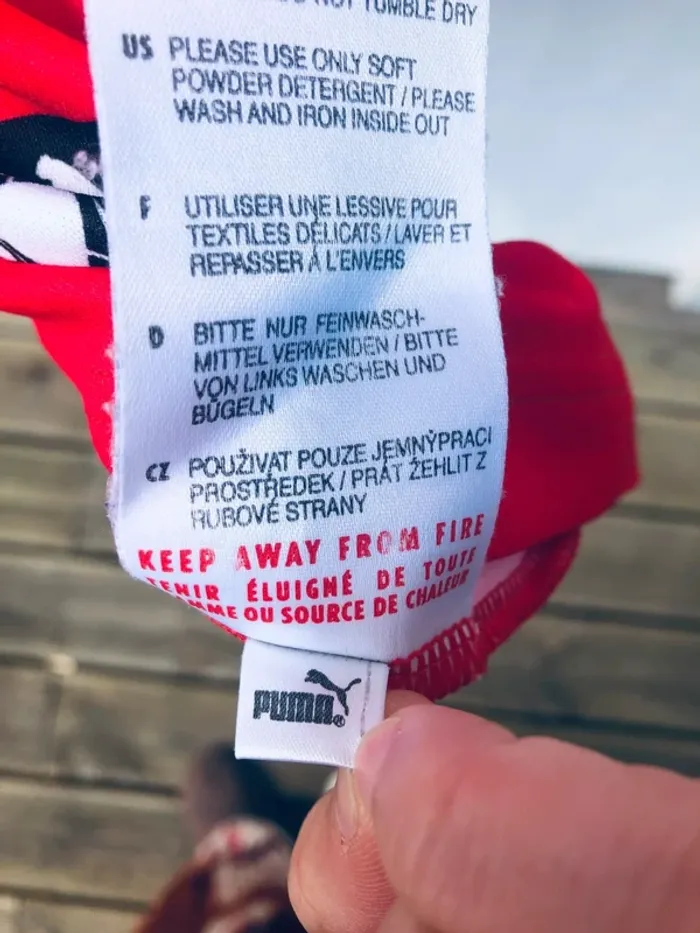 NOT TUMBLE DRY
US PLEASE USE ONLY SOFT
POWDER DETERGENT / PLEASE
WASH AND IRON INSIDE OUT
F UTILISER UNE LESSIVE POUR
TEXTILES DÉLICATS / LAVER ET
REPASSER À L'ENVERS
D BITTE NUR FEINWASCH-
MITTEL VERWENDEN / BITTE
VON LINKS WASCHEN UND
BÜGELN
CZ POUŽIVAT POUZE JEMNÝPRACI
PROSTŘEDEK / PRÁT ŽEHLIT Z
RUBOVÉ STRANY
KEEP AWAY FROM FIRE
TENIR ÉLUIGNÉ DE TOUTE
OU SOURCE DE CHALEUR
PUMA®